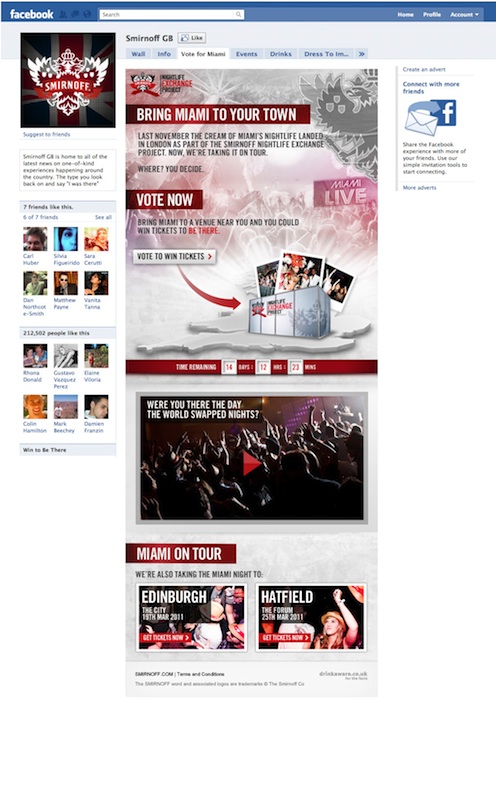 facebook
Search
Home Profile Account
SMIRNOFF
Smirnoff GB
Like
Wall Info Vote for Miami Events Drinks Dress To Im... »
Suggest to friends
Smirnoff GB is home to all of the
latest news on one-of-kind
experiences happening around
the country. The type you look
back on and say "I was there"
7 friends like this.
6 of 7 friends See all
Carl Huber
Silvia Figueirido
Sara Cerutti
Dan Northcot
e-Smith
Matthew Payne
Vanita Tanna
212,502 people like this
Rhona Donald
Gustavo Vazquez Perez
Elaine Viloria
Colin Hamilton
Mark Beechey
Damien Franzin
Win to Be There
NIGHTLIFE
EXCHANGE
PROJECT
BRING MIAMI TO YOUR TOWN
LAST NOVEMBER THE CREAM OF MIAMI'S NIGHTLIFE LANDED
IN LONDON AS PART OF THE SMIRNOFF NIGHTLIFE EXCHANGE
PROJECT. NOW, WE'RE TAKING IT ON TOUR.
WHERE? YOU DECIDE.
MIAMI
LIVE
VOTE NOW
BRING MIAMI TO A VENUE NEAR YOU AND YOU COULD
WIN TICKETS TO BE THERE.
VOTE TO WIN TICKETS >
NIGHTLIFE
EXCHANGE
PROJECT
TIME REMAINING 14 DAYS : 12 HRS : 23 MINS
WERE YOU THERE THE DAY
THE WORLD SWAPPED NIGHTS?
MIAMI ON TOUR
WE'RE ALSO TAKING THE MIAMI NIGHT TO:
EDINBURGH
THE CITY
19TH MAR 2011
GET TICKETS NOW >
HATFIELD
THE FORUM
25TH MAR 2011
GET TICKETS NOW >
SMIRNOFF.COM | Terms and Conditions
The SMIRNOFF word and associated logos are trademarks © The Smirnoff Co
drinkaware.co.uk
for the facts
Create an advert
Connect with more
friends
Share the Facebook
experience with more of
your friends. Use our
simple invitation tools to
start connecting.
More adverts